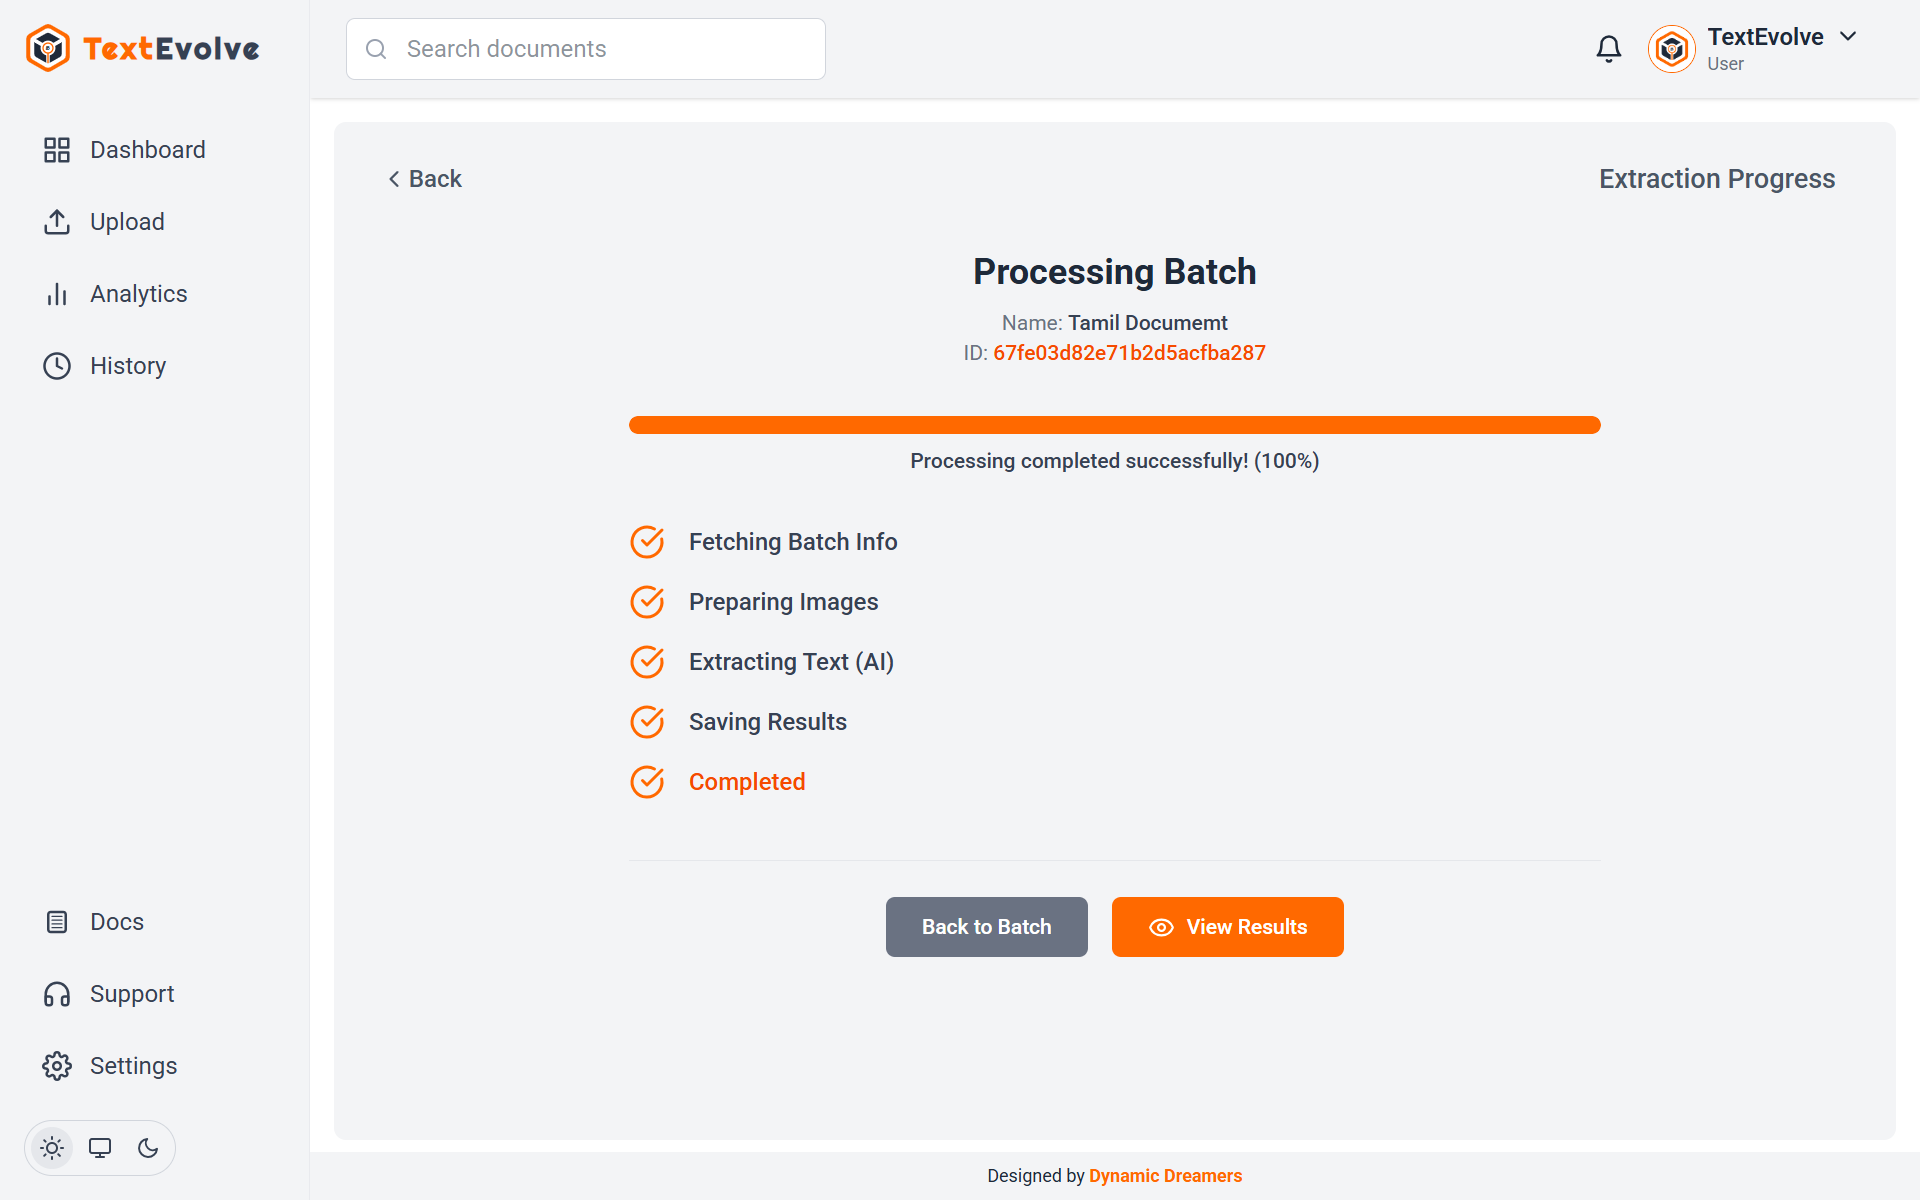 TextEvolve
Search documents
TextEvolve
User
Dashboard
Upload
Analytics
History
Back
Extraction Progress
Processing Batch
Name: Tamil Documemt
ID: 67fe03d82e71b2d5acfba287
Processing completed successfully! (100%)
Fetching Batch Info
Preparing Images
Extracting Text (AI)
Saving Results
Completed
Back to Batch
View Results
Docs
Support
Settings
Designed by Dynamic Dreamers